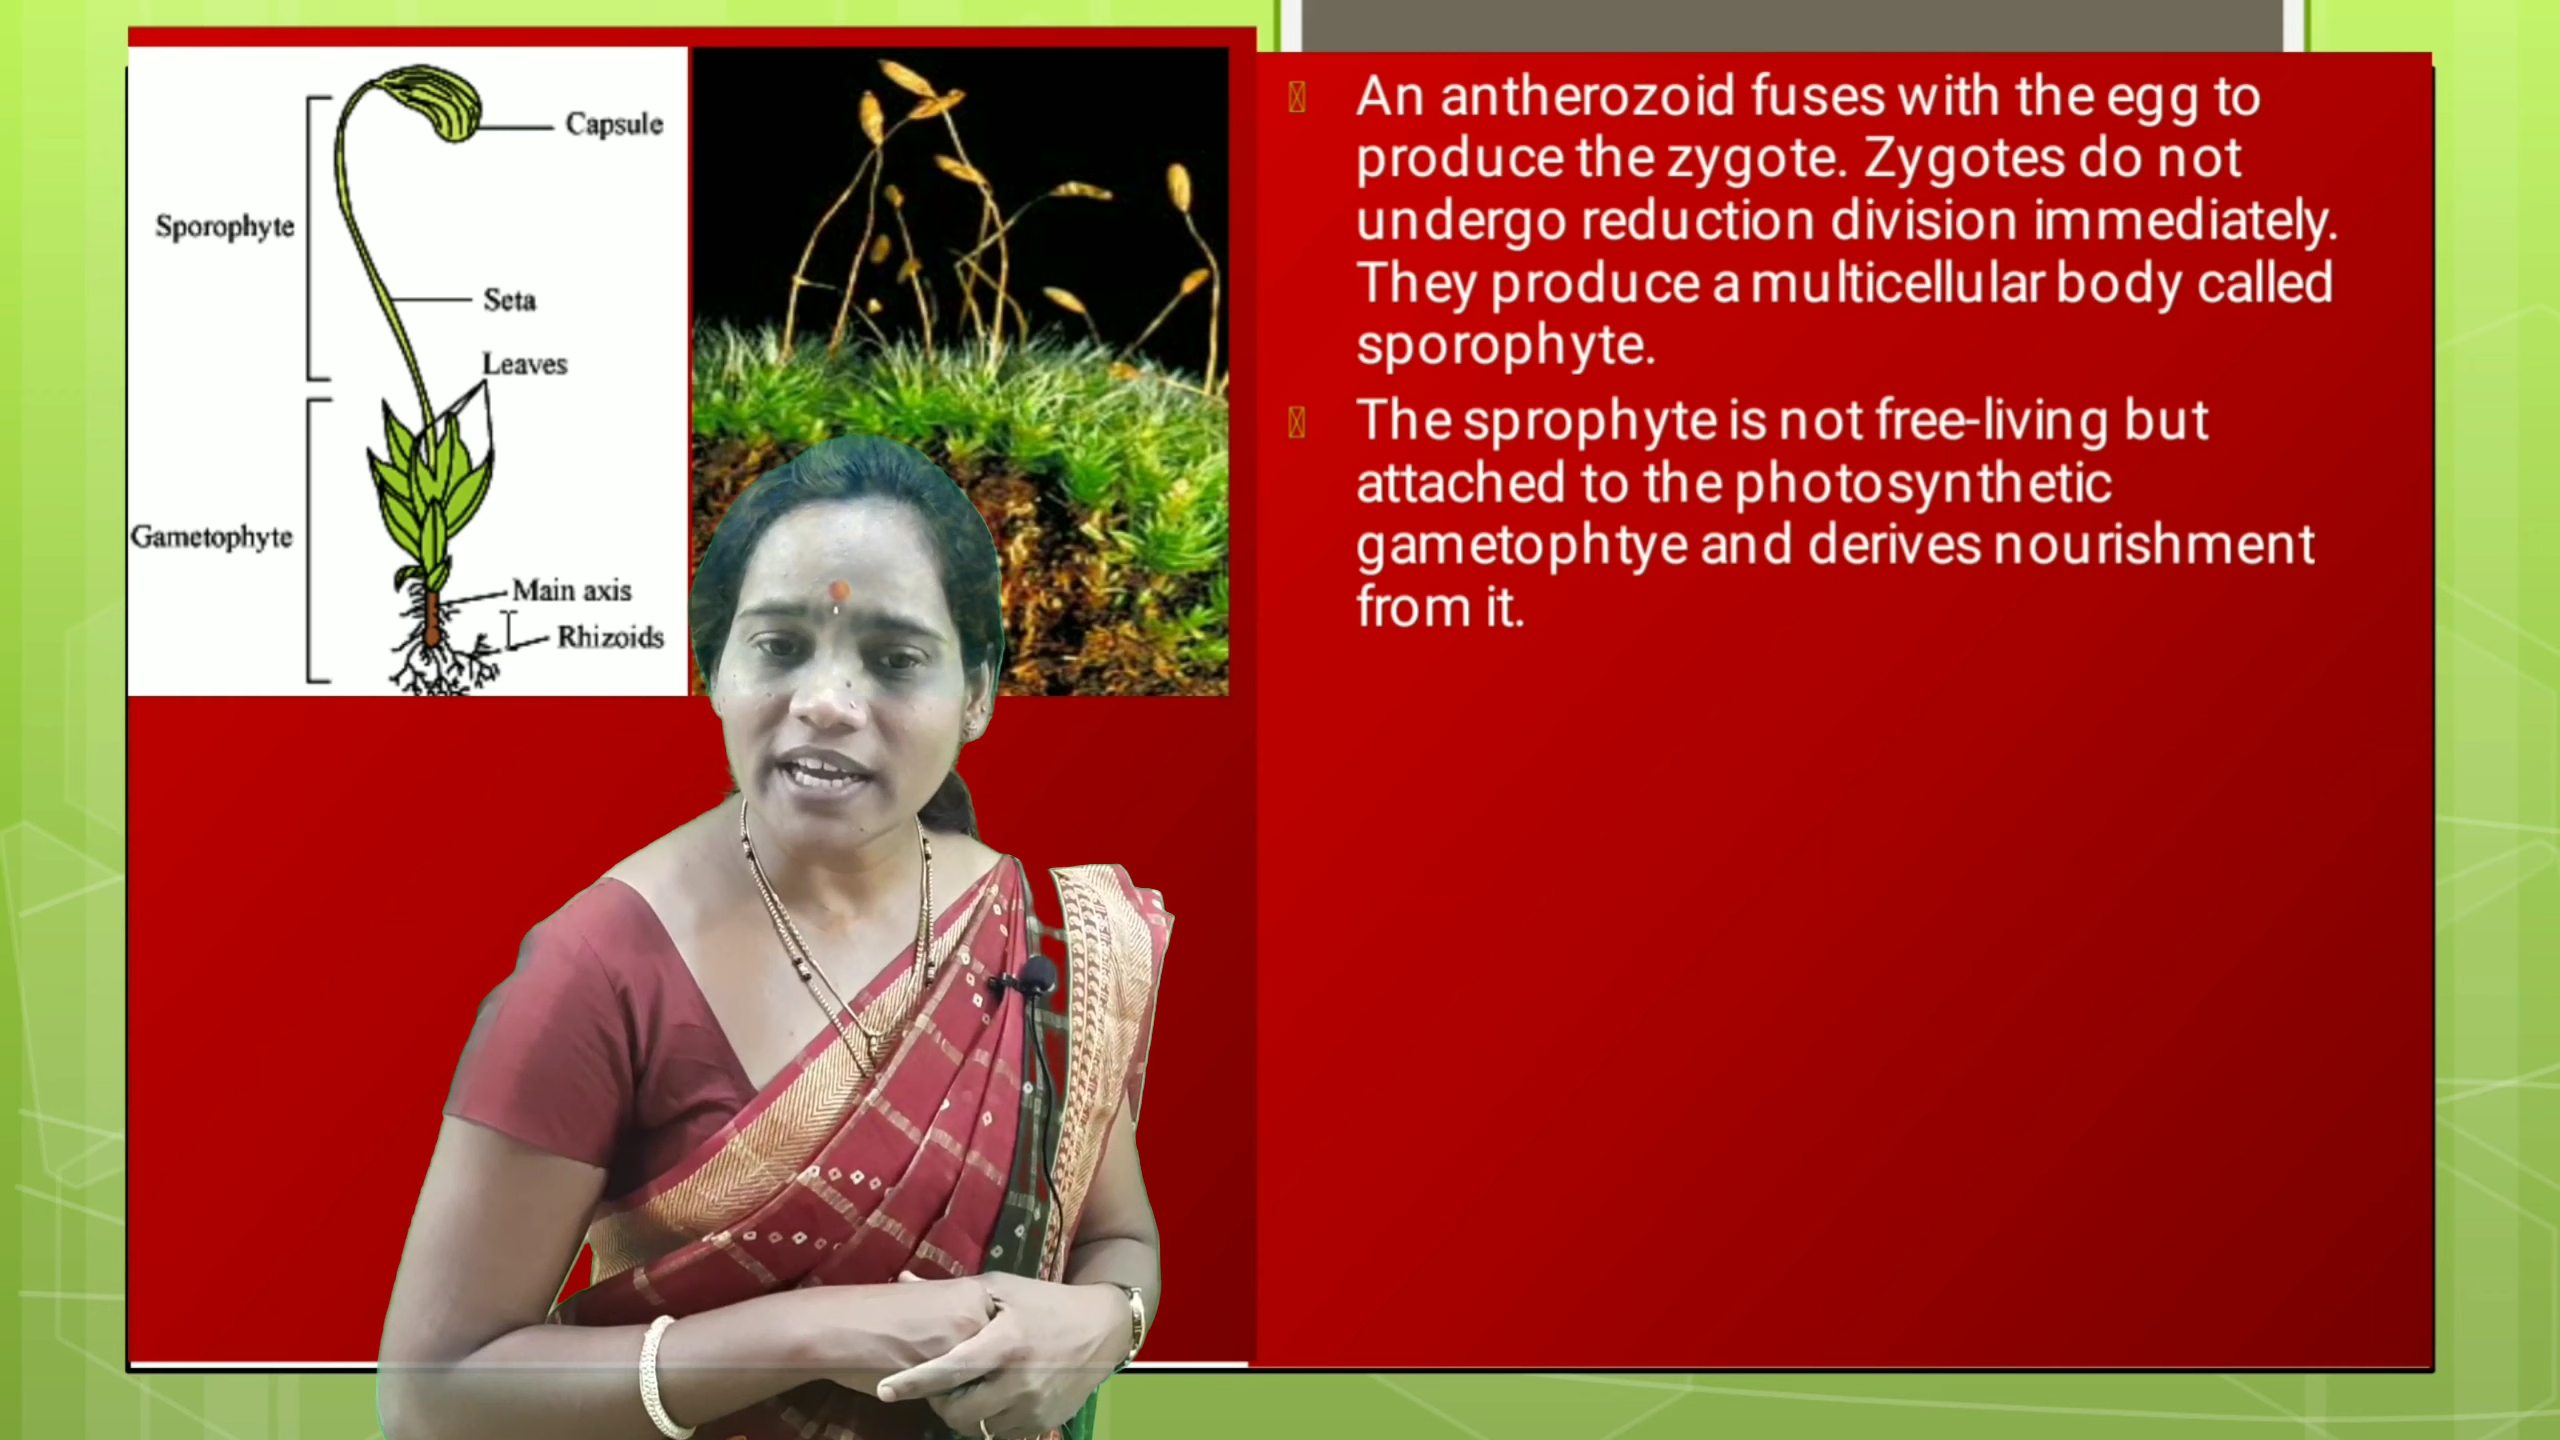 Capsule
Sporophyte
Seta
Leaves
Gametophyte
Main axis
Rhizoids
An antherozoid fuses with the egg to
produce the zygote. Zygotes do not
undergo reduction division immediately.
They produce a multicellular body called
sporophyte.
The sprophyte is not free-living but
attached to the photosynthetic
gametophtye and derives nourishment
from it.